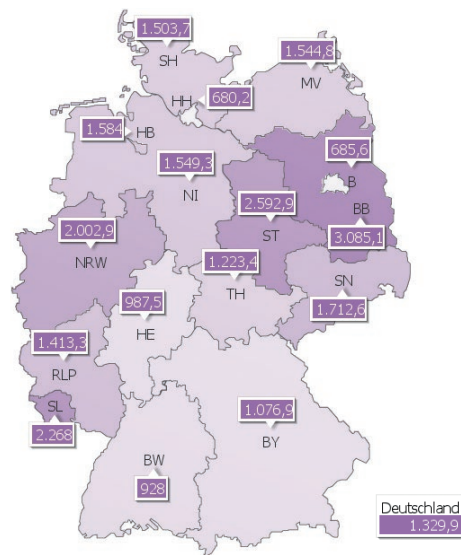 1.503,7
SH
1.544,8
MV
HH
680,2
1.584
HB
685,6
1.549,3
B
NI
2.592,9
BB
2.002,9
ST
3.085,1
NRW
1.223,4
SN
TH
987,5
1.712,6
HE
1.413,3
RLP
SL
1.076,9
2.268
BY
BW
928
Deutschland
1.329,9